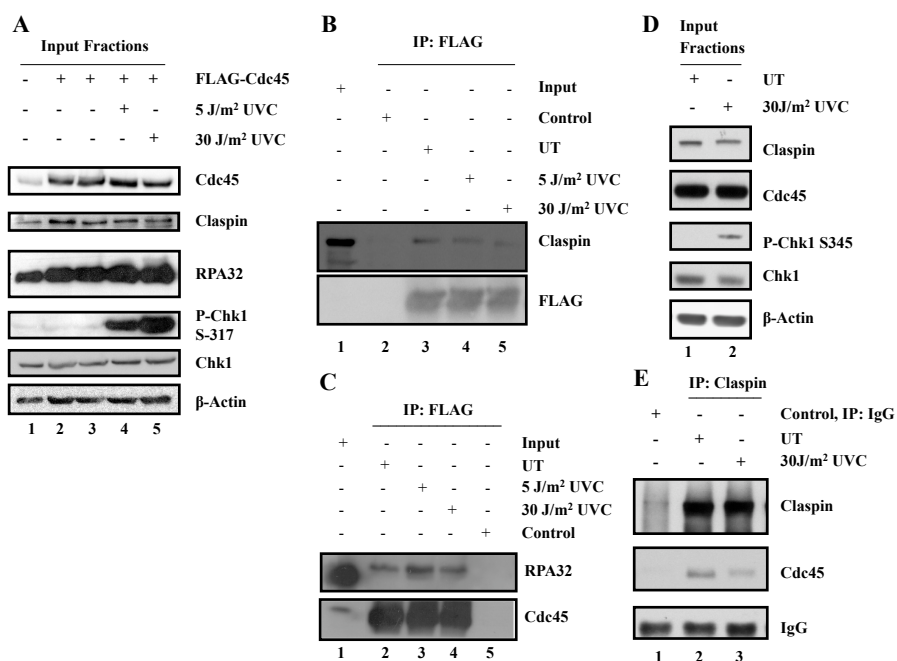 A
Input Fractions
- + + + + FLAG-Cdc45
- - - + - 5 J/m² UVC
- - - - + 30 J/m² UVC
Cdc45
Claspin
RPA32
P-Chk1
S-317
Chk1
β-Actin
1 2 3 4 5
B
IP: FLAG
+ - - - - Input
- + - - - Control
- - + - - UT
- - - + - 5 J/m² UVC
- - - - + 30 J/m² UVC
Claspin
FLAG
1 2 3 4 5
C
IP: FLAG
+ - - - - Input
- + - - - UT
- - + - - 5 J/m² UVC
- - - + - 30 J/m² UVC
- - - - + Control
RPA32
Cdc45
1 2 3 4 5
D
Input
Fractions
+ - UT
- + 30J/m² UVC
Claspin
Cdc45
P-Chk1 S345
Chk1
β-Actin
1 2
E
IP: Claspin
+ - - Control, IP: IgG
- + - UT
- - + 30J/m² UVC
Claspin
Cdc45
IgG
1 2 3